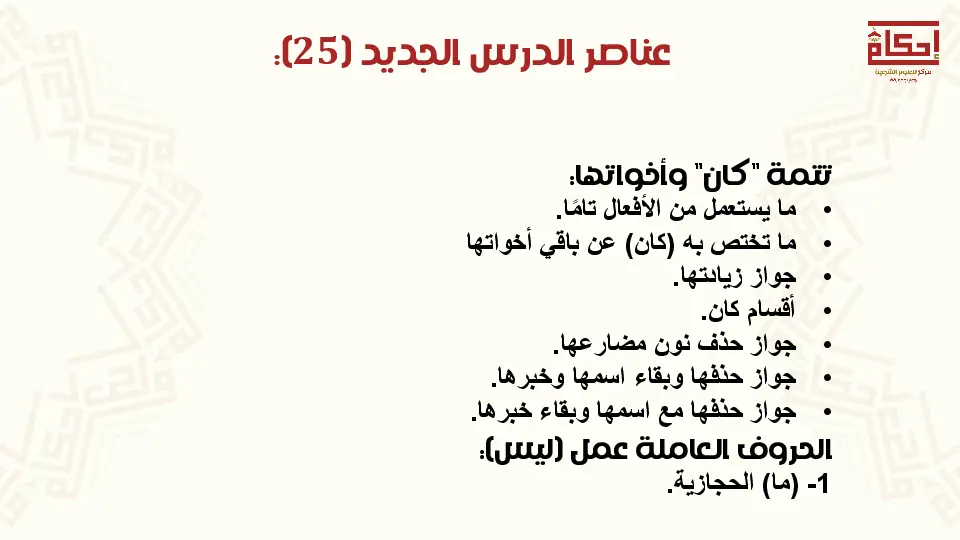 إحكام
مركز للعلوم الشرعية
عناصر الدرس الجديد (25):
تتمة "كان" وأخواتها:
• ما يستعمل من الأفعال تامًا.
• ما تختص به (كان) عن باقي أخواتها
• جواز زيادتها.
• أقسام كان.
• جواز حذف نون مضارعها.
• جواز حذفها وبقاء اسمها وخبرها.
• جواز حذفها مع اسمها وبقاء خبرها.
الحروف العاملة عمل (ليس):
1- (ما) الحجازية.